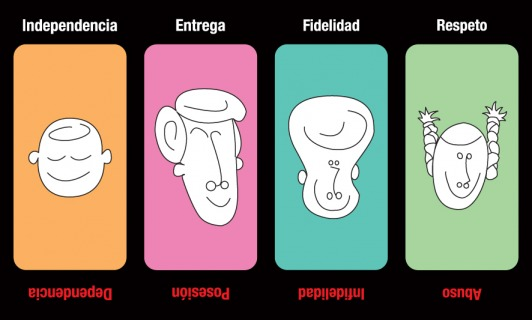 Independencia
Entrega
Fidelidad
Respeto
Dependencia
Posesión
Infidelidad
Abuso